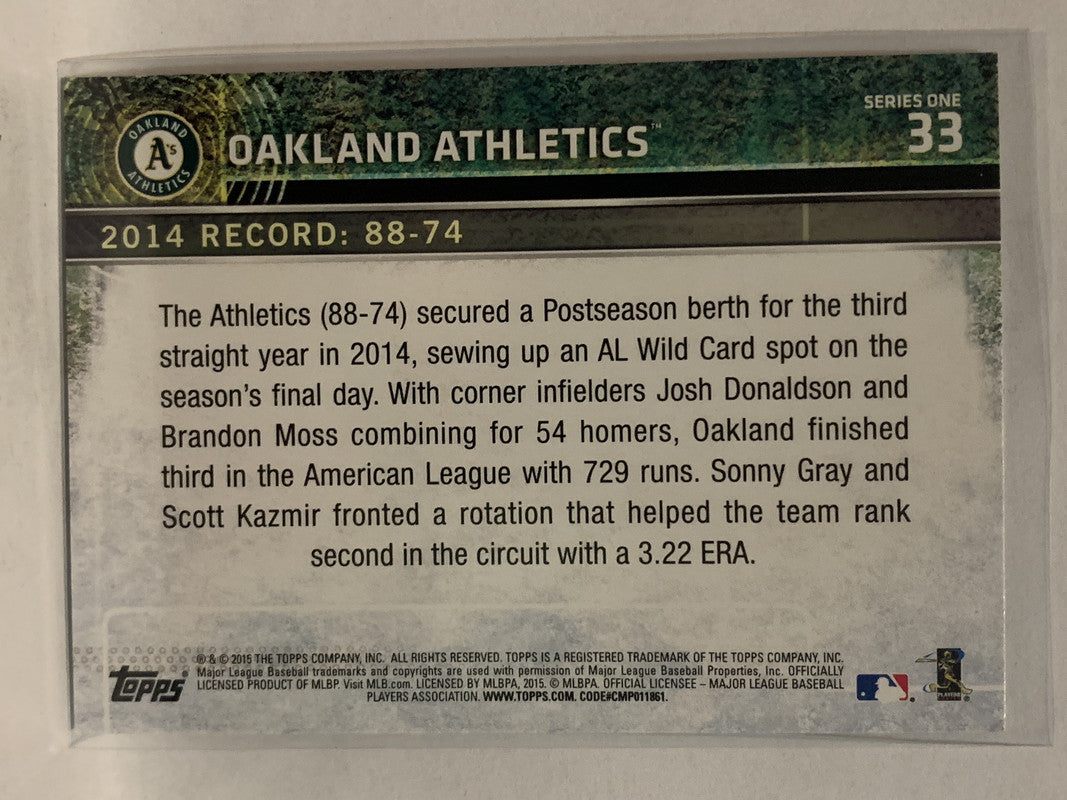 OAKLAND
A's
ATHLETICS
OAKLAND ATHLETICS™
SERIES ONE
33
2014 RECORD: 88-74
The Athletics (88-74) secured a Postseason berth for the third
straight year in 2014, sewing up an AL Wild Card spot on the
season's final day. With corner infielders Josh Donaldson and
Brandon Moss combining for 54 homers, Oakland finished
third in the American League with 729 runs. Sonny Gray and
Scott Kazmir fronted a rotation that helped the team rank
second in the circuit with a 3.22 ERA.
TOPPS®
® & © 2015 THE TOPPS COMPANY, INC. ALL RIGHTS RESERVED. TOPPS IS A REGISTERED TRADEMARK OF THE TOPPS COMPANY, INC.
Major League Baseball trademarks and copyrights are used with permission of Major League Baseball Properties, Inc. OFFICIALLY
LICENSED PRODUCT OF MLBP. Visit MLB.com. LICENSED BY MLBPA, 2015. © MLBPA. OFFICIAL LICENSEE – MAJOR LEAGUE BASEBALL
PLAYERS ASSOCIATION. WWW.TOPPS.COM. CODE#CMP011861.